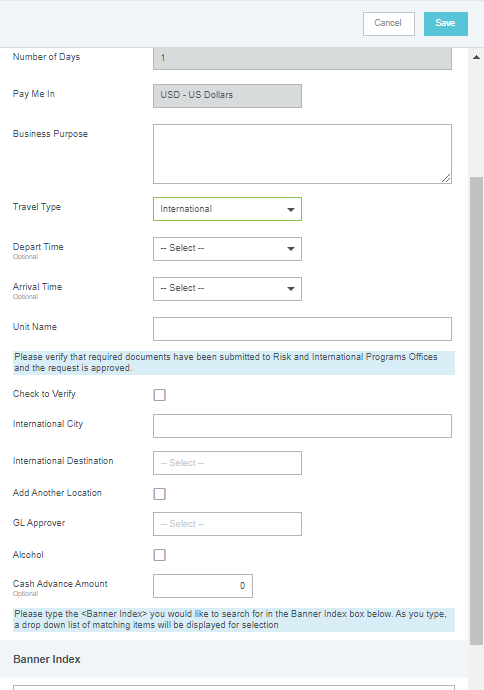 Cancel
Save
Number of Days
1
Pay Me In
USD - US Dollars
Business Purpose
Travel Type
International
Depart Time
-- Select --
Optional
Arrival Time
-- Select --
Optional
Unit Name
Please verify that required documents have been submitted to Risk and International Programs Offices
and the request is approved.
Check to Verify
International City
International Destination
-- Select --
Add Another Location
GL Approver
-- Select --
Alcohol
Cash Advance Amount
0
Optional
Please type the <Banner Index> you would like to search for in the Banner Index box below. As you type,
a drop down list of matching items will be displayed for selection
Banner Index